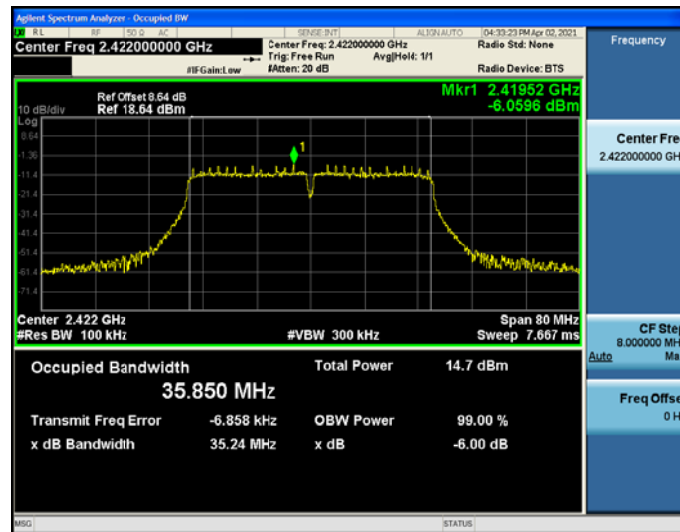 Agilent Spectrum Analyzer - Occupied BW
RL RF 50 Ω AC SENSE:INT ALIGN AUTO 04:33:23 PM Apr 02, 2021
Center Freq 2.422000000 GHz
Center Freq: 2.422000000 GHz
Radio Std: None
Trig: Free Run Avg|Hold: 1/1
#IFGain:Low
#Atten: 20 dB
Radio Device: BTS
Frequency
Mkr1 2.41952 GHz
-6.0596 dBm
Ref Offset 8.64 dB
10 dB/div Ref 18.64 dBm
Log
8.64
-1.36
-11.4
-21.4
-31.4
-41.4
-51.4
-61.4
-71.4
1
Center Fre
2.422000000 GH
Center 2.422 GHz Span 80 MHz
#Res BW 100 kHz #VBW 300 kHz Sweep 7.667 ms
CF Step
8.000000 MH
Auto Ma
Occupied Bandwidth Total Power 14.7 dBm
35.850 MHz
Transmit Freq Error -6.858 kHz OBW Power 99.00 %
x dB Bandwidth 35.24 MHz x dB -6.00 dB
Freq Offse
0 H
MSG STATUS